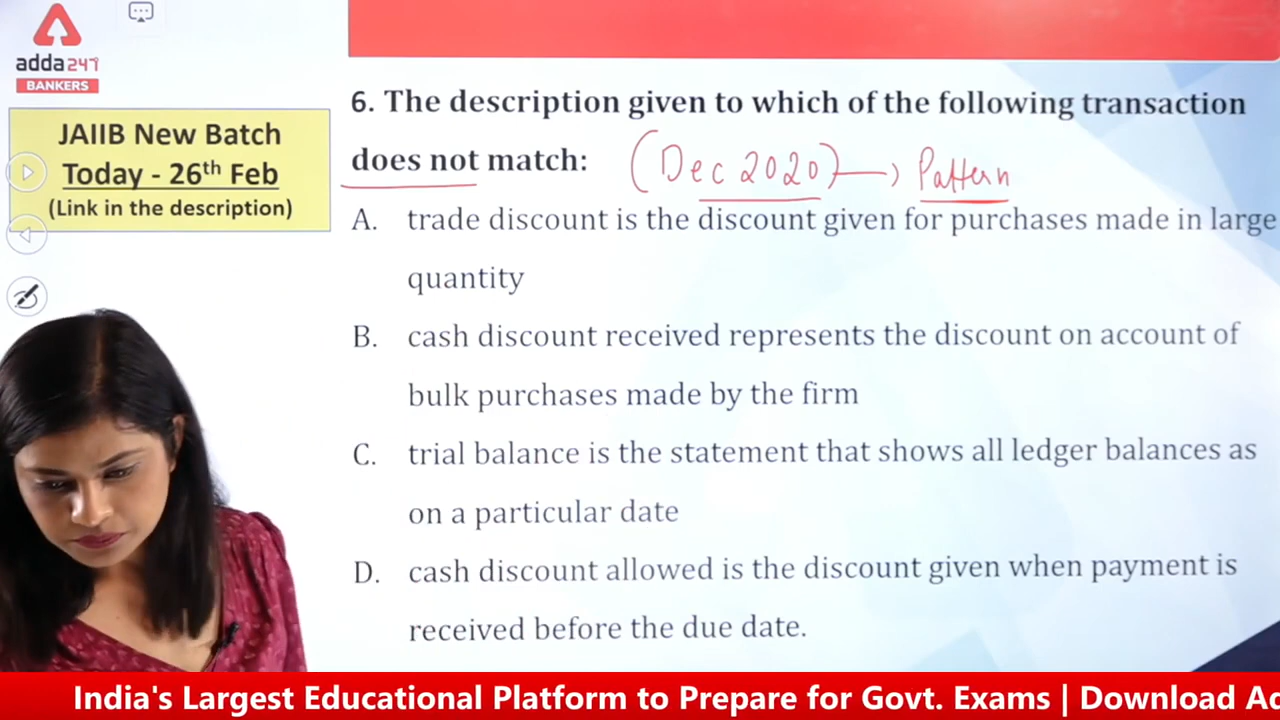 adda247
BANKERS
JAIIB New Batch
Today - 26th Feb
(Link in the description)
6. The description given to which of the following transaction
does not match: (Dec 2020) → Pattern
A. trade discount is the discount given for purchases made in large
quantity
B. cash discount received represents the discount on account of
bulk purchases made by the firm
C. trial balance is the statement that shows all ledger balances as
on a particular date
D. cash discount allowed is the discount given when payment is
received before the due date.
India's Largest Educational Platform to Prepare for Govt. Exams | Download Ad